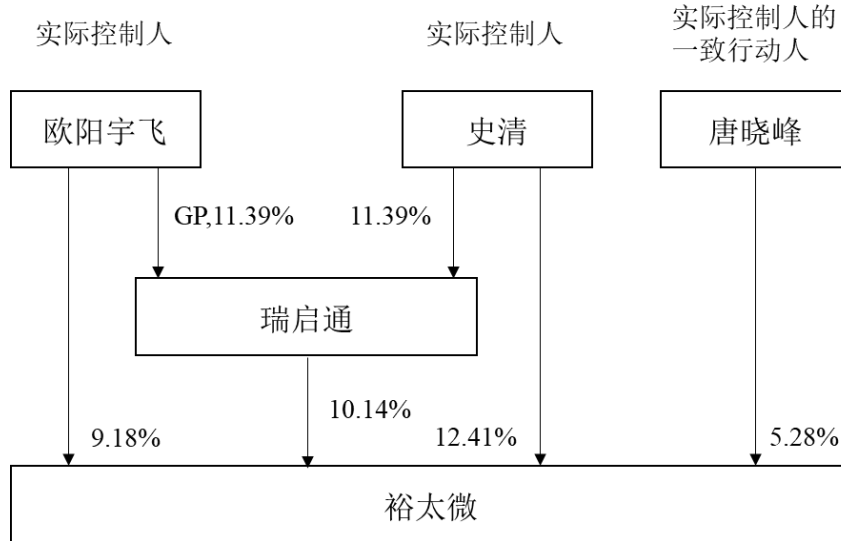 实际控制人
实际控制人
实际控制人的
一致行动人
欧阳宇飞
史清
唐晓峰
GP,11.39%
11.39%
瑞启通
10.14%
9.18%
12.41%
5.28%
裕太微